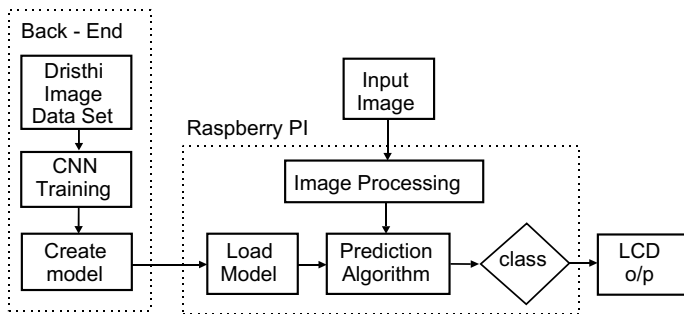 Back - End
Dristhi
Image
Data Set
CNN
Training
Create
model
Input
Image
Raspberry PI
Image Processing
Load
Model
Prediction
Algorithm
class
LCD
o/p